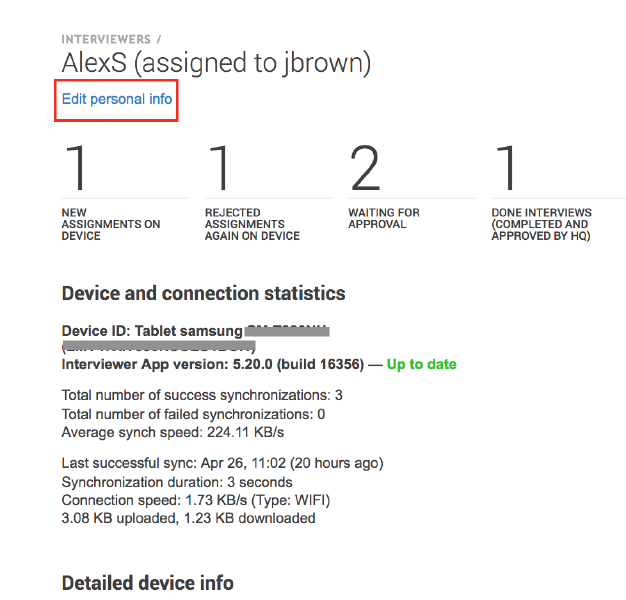 INTERVIEWERS /
AlexS (assigned to jbrown)
Edit personal info
1
1
2
1
NEW
ASSIGNMENTS ON
DEVICE
REJECTED
ASSIGNMENTS
AGAIN ON DEVICE
WAITING FOR
APPROVAL
DONE INTERVIEWS
(COMPLETED AND
APPROVED BY HQ)
Device and connection statistics
Device ID: Tablet samsung
Interviewer App version: 5.20.0 (build 16356) — Up to date
Total number of success synchronizations: 3
Total number of failed synchronizations: 0
Average synch speed: 224.11 KB/s
Last successful sync: Apr 26, 11:02 (20 hours ago)
Synchronization duration: 3 seconds
Connection speed: 1.73 KB/s (Type: WIFI)
3.08 KB uploaded, 1.23 KB downloaded
Detailed device info